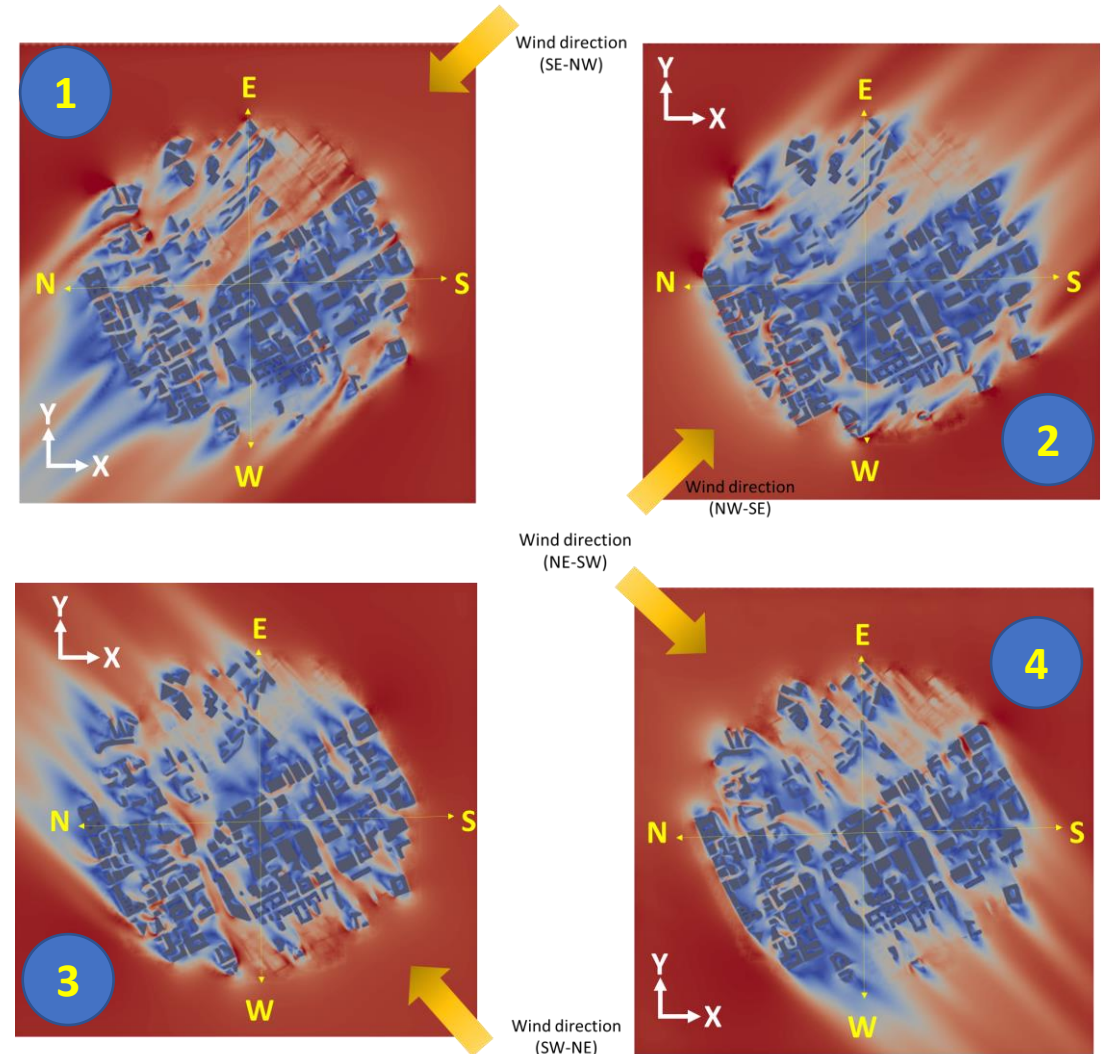 Wind direction
(SE-NW)
1
E
N
S
Y
X
W
Y
X
E
N
S
2
W
Wind direction
(NW-SE)
Wind direction
(NE-SW)
Y
X
E
N
S
3
W
Wind direction
(SW-NE)
E
4
N
S
Y
X
W